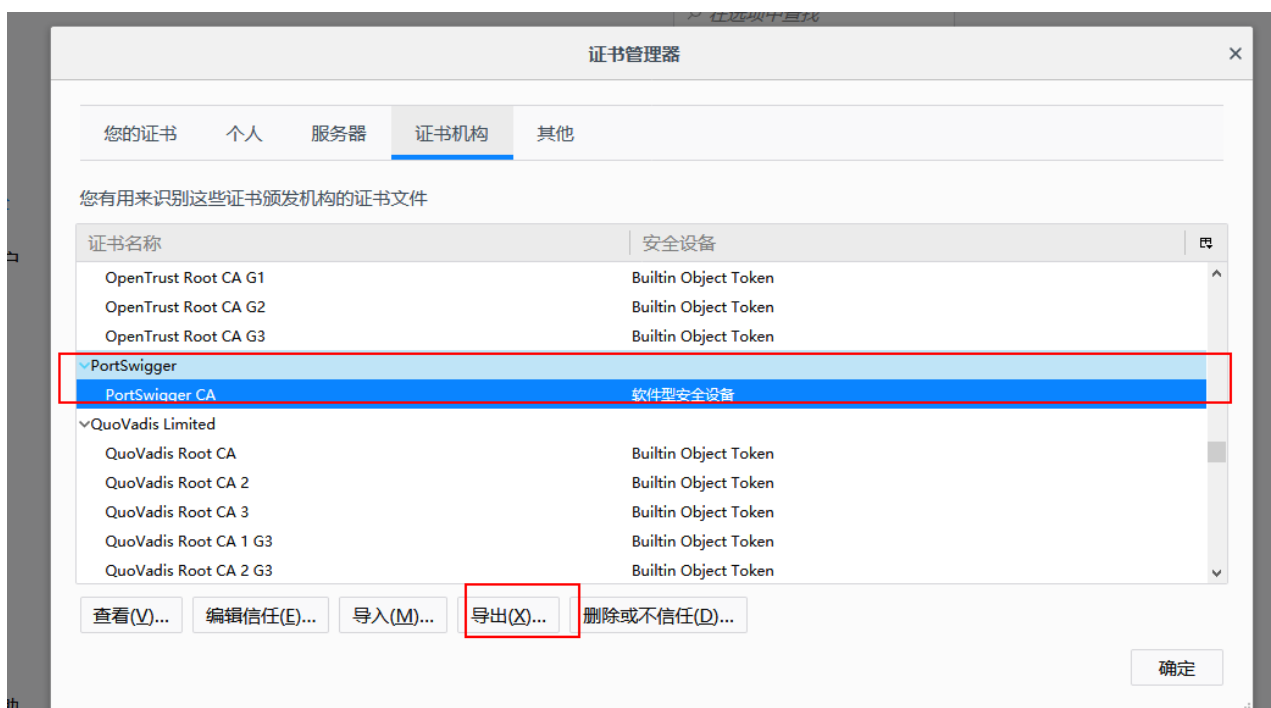 在选项中查找
证书管理器
您的证书 个人 服务器 证书机构 其他
您有用来识别这些证书颁发机构的证书文件
证书名称 安全设备
OpenTrust Root CA G1 Builtin Object Token
OpenTrust Root CA G2 Builtin Object Token
OpenTrust Root CA G3 Builtin Object Token
PortSwigger
PortSwigger CA 软件型安全设备
QuoVadis Limited
QuoVadis Root CA Builtin Object Token
QuoVadis Root CA 2 Builtin Object Token
QuoVadis Root CA 3 Builtin Object Token
QuoVadis Root CA 1 G3 Builtin Object Token
QuoVadis Root CA 2 G3 Builtin Object Token
查看(V)... 编辑信任(E)... 导入(M)... 导出(X)... 删除或不信任(D)...
确定